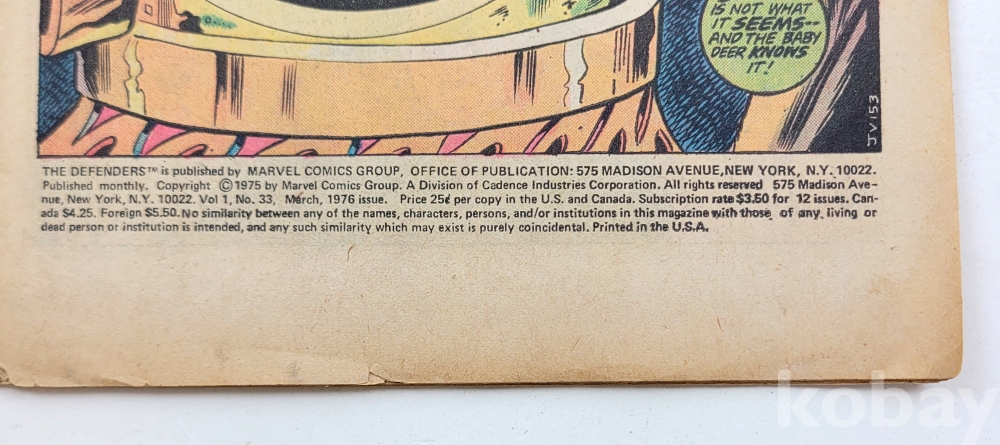 IS NOT WHAT
IT SEEMS--
AND THE BABY
DEER KNOWS
IT!
JV153
THE DEFENDERS™ is published by MARVEL COMICS GROUP, OFFICE OF PUBLICATION: 575 MADISON AVENUE, NEW YORK, N.Y. 10022.
Published monthly. Copyright ©1975 by Marvel Comics Group. A Division of Cadence Industries Corporation. All rights reserved 575 Madison Ave-
nue, New York, N.Y. 10022. Vol 1, No. 33, March, 1976 issue. Price 25¢ per copy in the U.S. and Canada. Subscription rate $3.50 for 12 issues. Can-
ada $4.25. Foreign $5.50. No similarity between any of the names, characters, persons, and/or institutions in this magazine with those of any living or
dead person or institution is intended, and any such similarity which may exist is purely coincidental. Printed in the U.S.A.
kobay